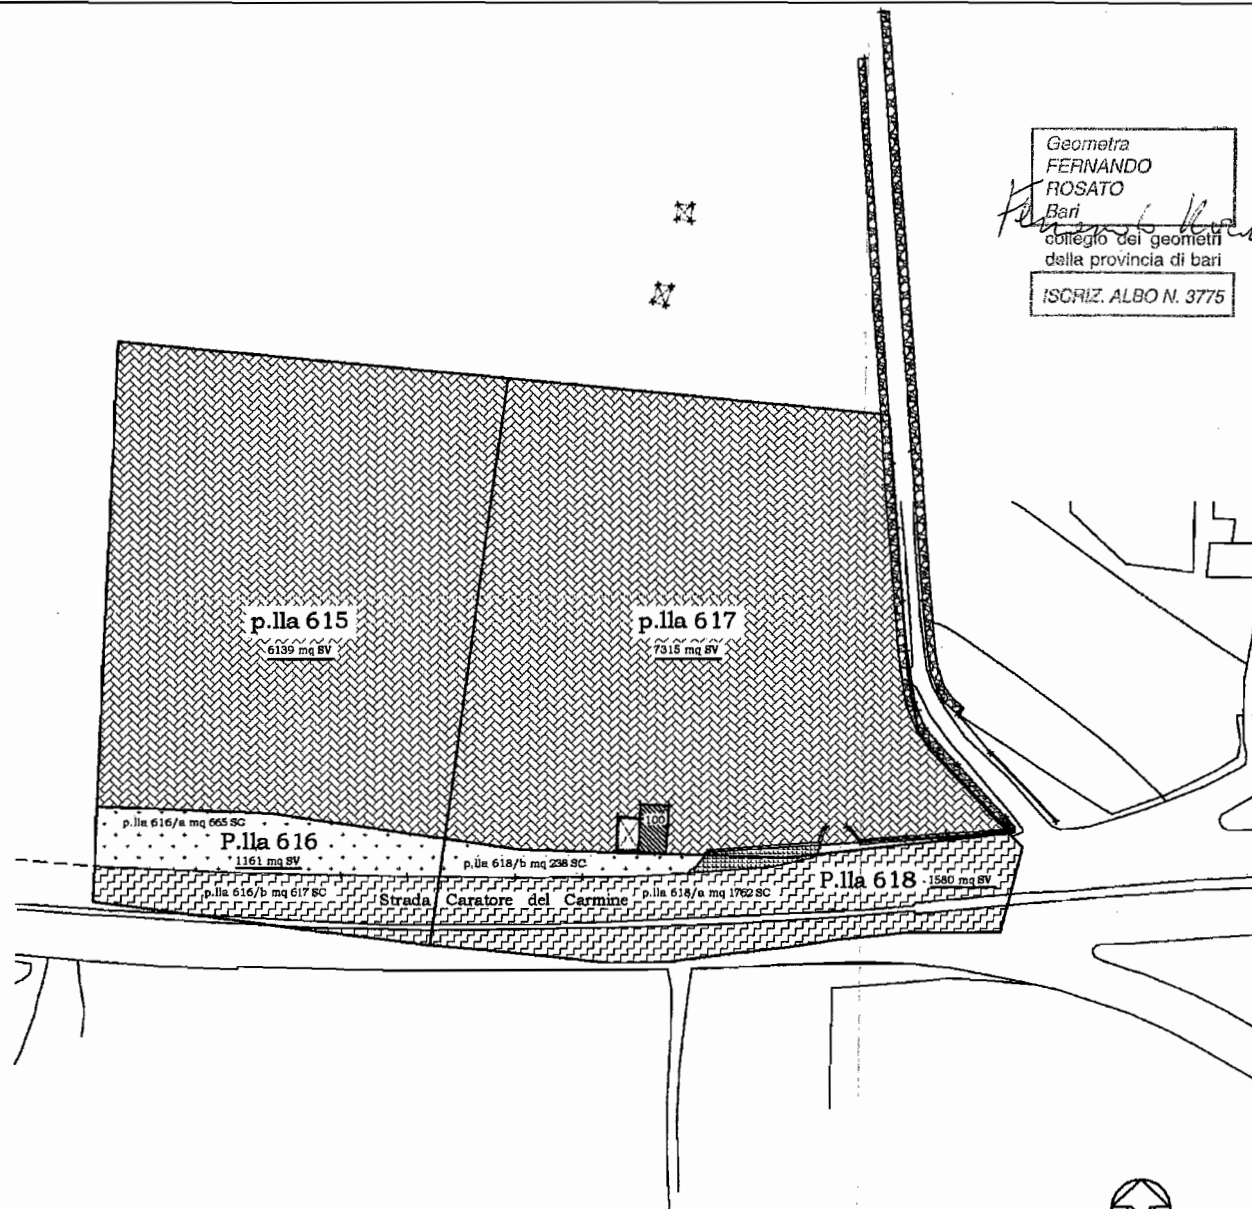 Geometra
FERNANDO
ROSATO
Bari
collegio dei geometri
della provincia di bari
ISCRIZ. ALBO N. 3775
p.lla 615
6139 mq SV
p.lla 617
7315 mq SV
100
p.lla 616/a mq 665 SC
P.lla 616
1161 mq SV
p.lla 618/b mq 238 SC
P.lla 618
1580 mq SV
p.lla 616/b mq 617 SC
Strada Caratore del Carmine
p.lla 618/a mq 1762 SC